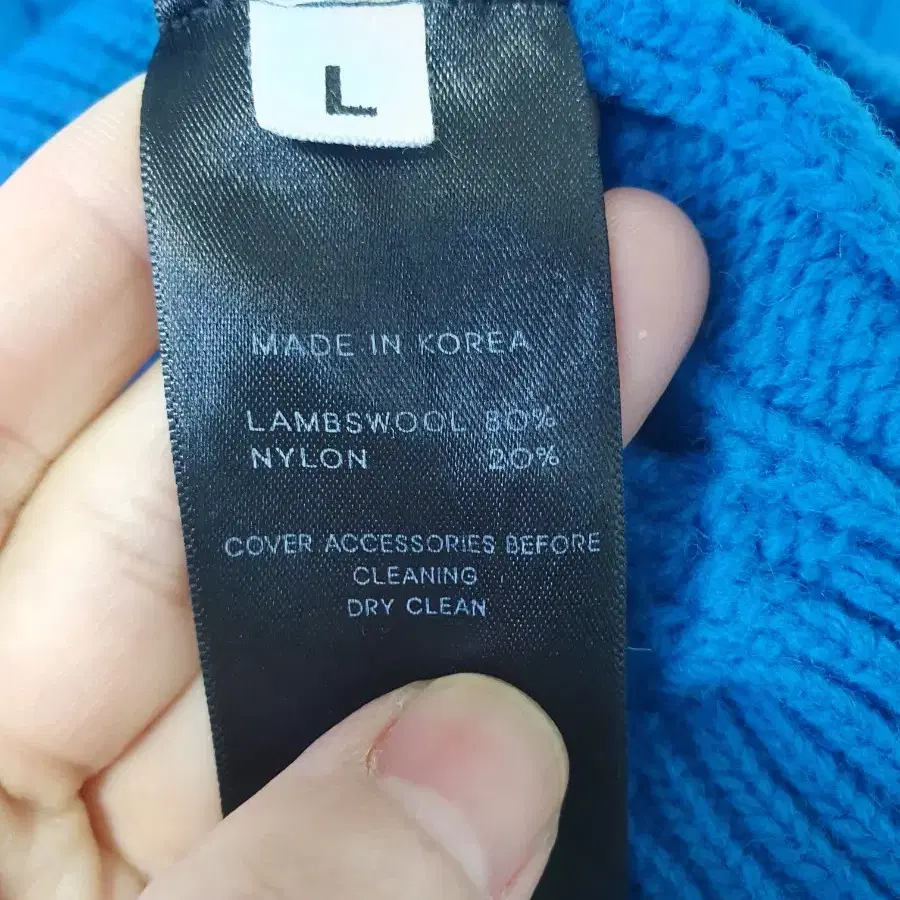 L
MADE IN KOREA
LAMBSWOOL 80%
NYLON 20%
COVER ACCESSORIES BEFORE
CLEANING
DRY CLEAN